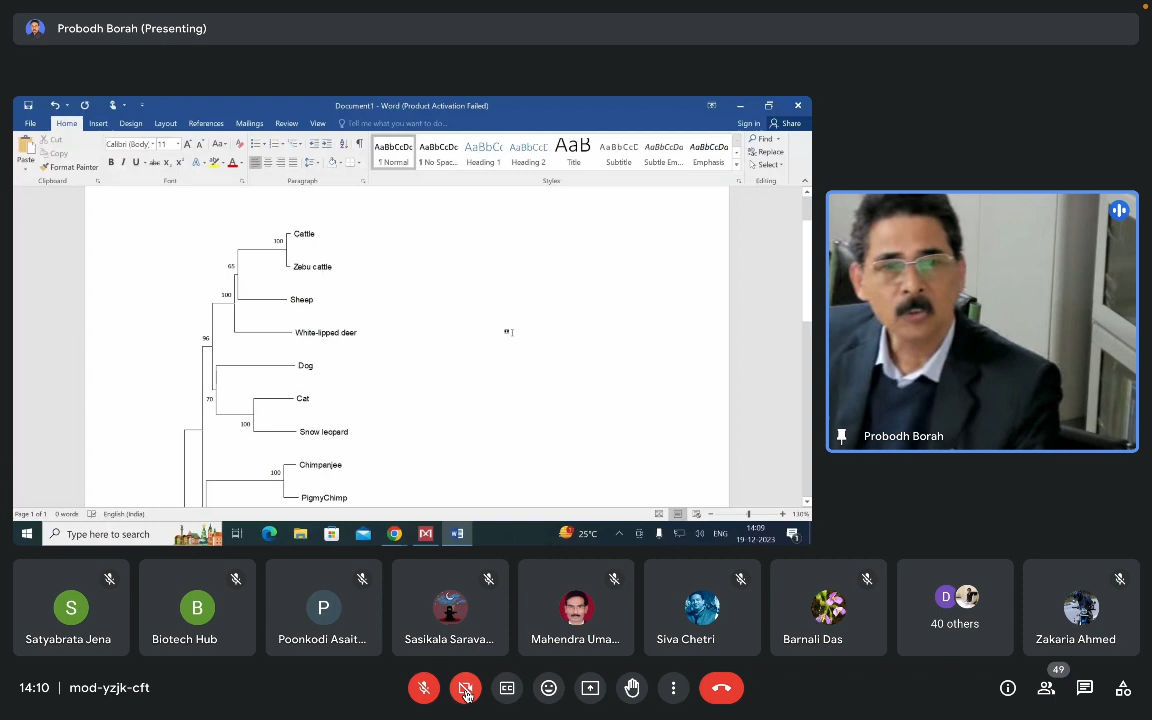 Probodh Borah (Presenting)
Document1 - Word (Product Activation Failed)
File Home Insert Design Layout References Mailings Review View Tell me what you want to do... Sign in Share
Paste
Cut
Copy
Format Painter
Clipboard
Calibri (Body) 11
Font
Paragraph
AaBbCcDc AaBbCcDc AaBbCc AaBbCcC AaB AaBbCcD AaBbCcDa AaBbCcDa
¶ Normal ¶ No Spac... Heading 1 Heading 2 Title Subtitle Subtle Em... Emphasis
Styles
Find
Replace
Select
Editing
Cattle
100
Zebu cattle
65
Sheep
100
White-lipped deer
96
Dog
70
Cat
100
Snow leopard
Chimpanjee
100
PigmyChimp
Page 1 of 1 0 words English (India) 130%
Type here to search
25°C ENG 14:09
19-12-2023
Probodh Borah
S
Satyabrata Jena
B
Biotech Hub
P
Poonkodi Asait...
Sasikala Sarava...
Mahendra Uma...
Siva Chetri
Barnali Das
D
40 others
Zakaria Ahmed
14:10 | mod-yzjk-cft
49